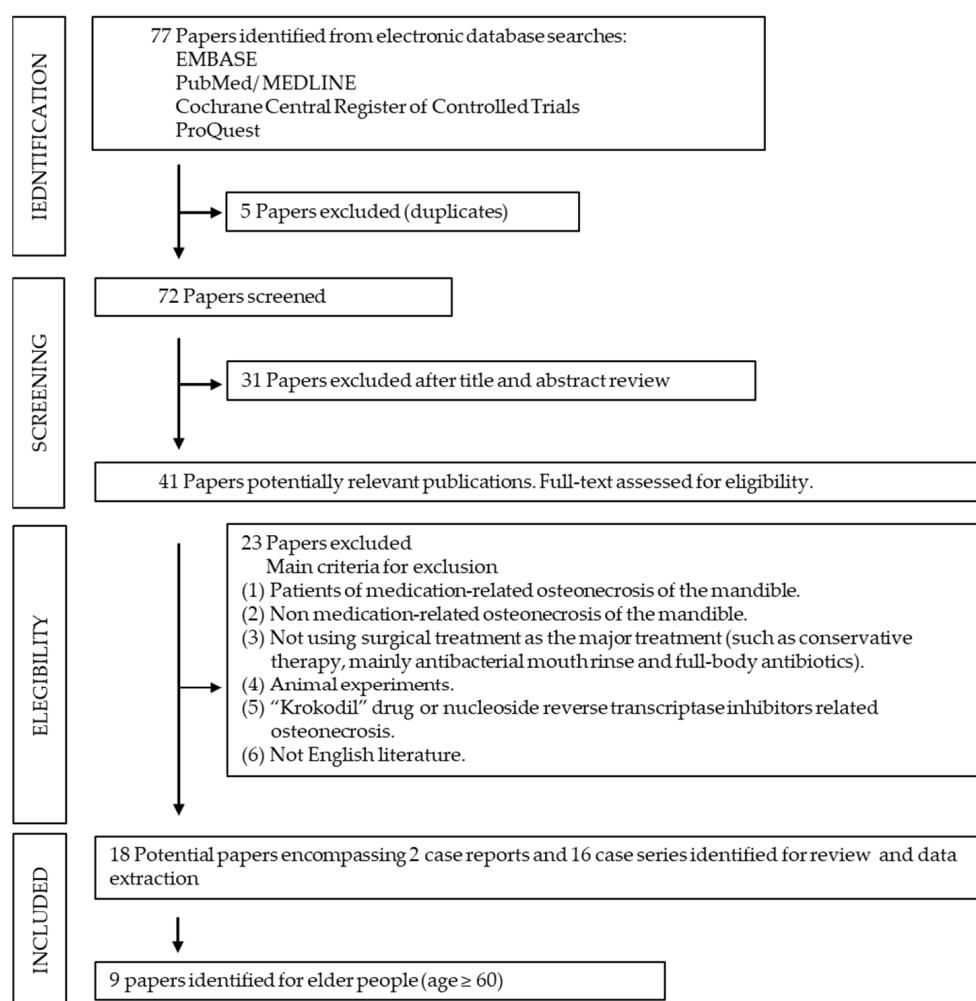 IEDNTIFICATION
77 Papers identified from electronic database searches:
EMBASE
PubMed/ MEDLINE
Cochrane Central Register of Controlled Trials
ProQuest
5 Papers excluded (duplicates)
SCREENING
72 Papers screened
31 Papers excluded after title and abstract review
41 Papers potentially relevant publications. Full-text assessed for eligibility.
ELEGIBILITY
23 Papers excluded
Main criteria for exclusion
(1) Patients of medication-related osteonecrosis of the mandible.
(2) Non medication-related osteonecrosis of the mandible.
(3) Not using surgical treatment as the major treatment (such as conservative
therapy, mainly antibacterial mouthrinse and full-body antibiotics).
(4) Animal experiments.
(5) “Krokodil” drug or nucleoside reverse transcriptase inhibitors related
osteonecrosis.
(6) Not English literature.
INCLUDED
18 Potential papers encompassing 2 case reports and 16 case series identified for review and data
extraction
9 papers identified for elder people (age ≥ 60)